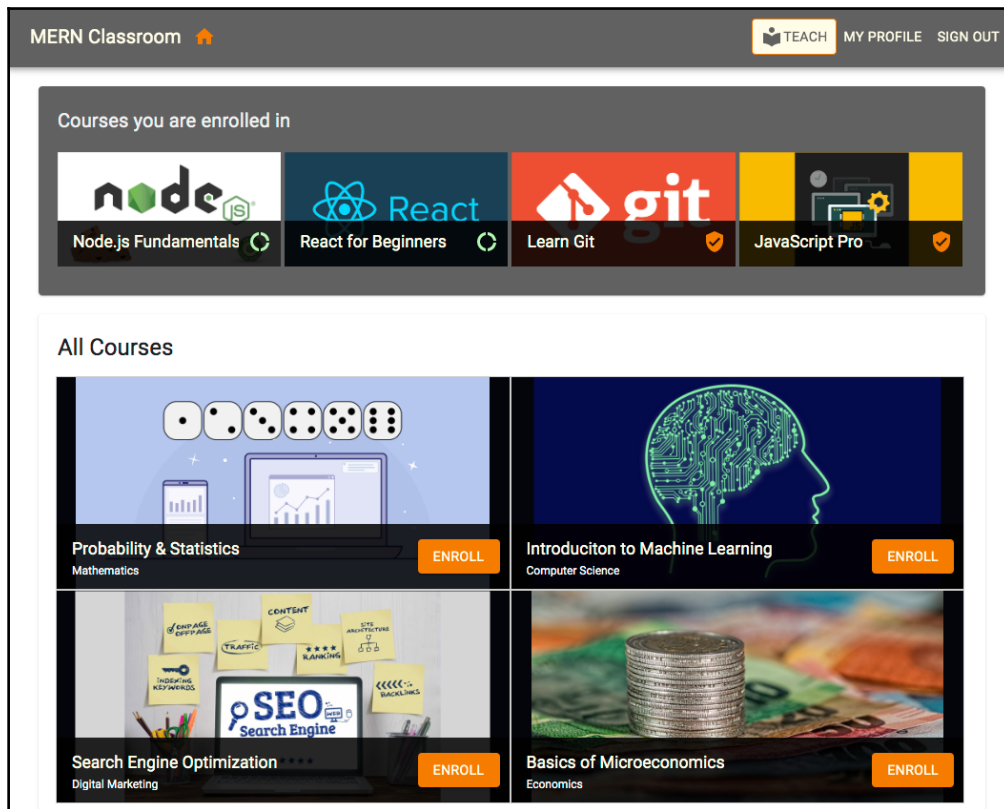 MERN Classroom
TEACH MY PROFILE SIGN OUT
Courses you are enrolled in
node
JS
React
git
Node.js Fundamentals
React for Beginners
Learn Git
JavaScript Pro
All Courses
Probability & Statistics
Mathematics
ENROLL
Introduciton to Machine Learning
Computer Science
ENROLL
ONPAGE
OFFPAGE
TRAFFIC
CONTENT
RANKING
SITE
ARCHITECTURE
INDEXING
KEYWORDS
BACKLINKS
SEO
WEB
Search Engine
Search Engine Optimization
Digital Marketing
ENROLL
Basics of Microeconomics
Economics
ENROLL